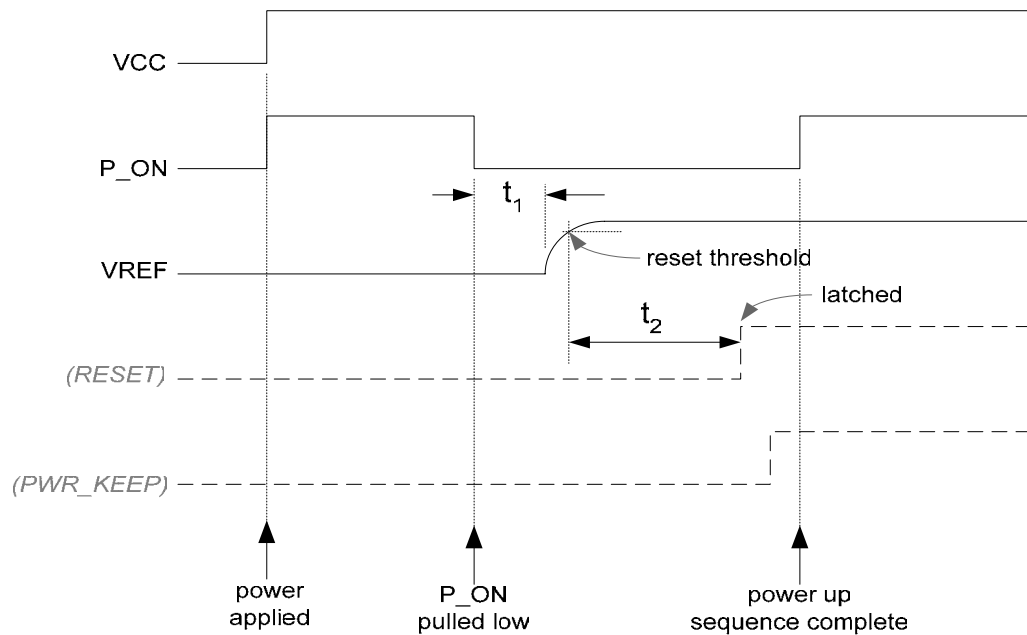 VCC
P_ON
t1
VREF
reset threshold
latched
t2
(RESET)
(PWR_KEEP)
power
applied
P_ON
pulled low
power up
sequence complete